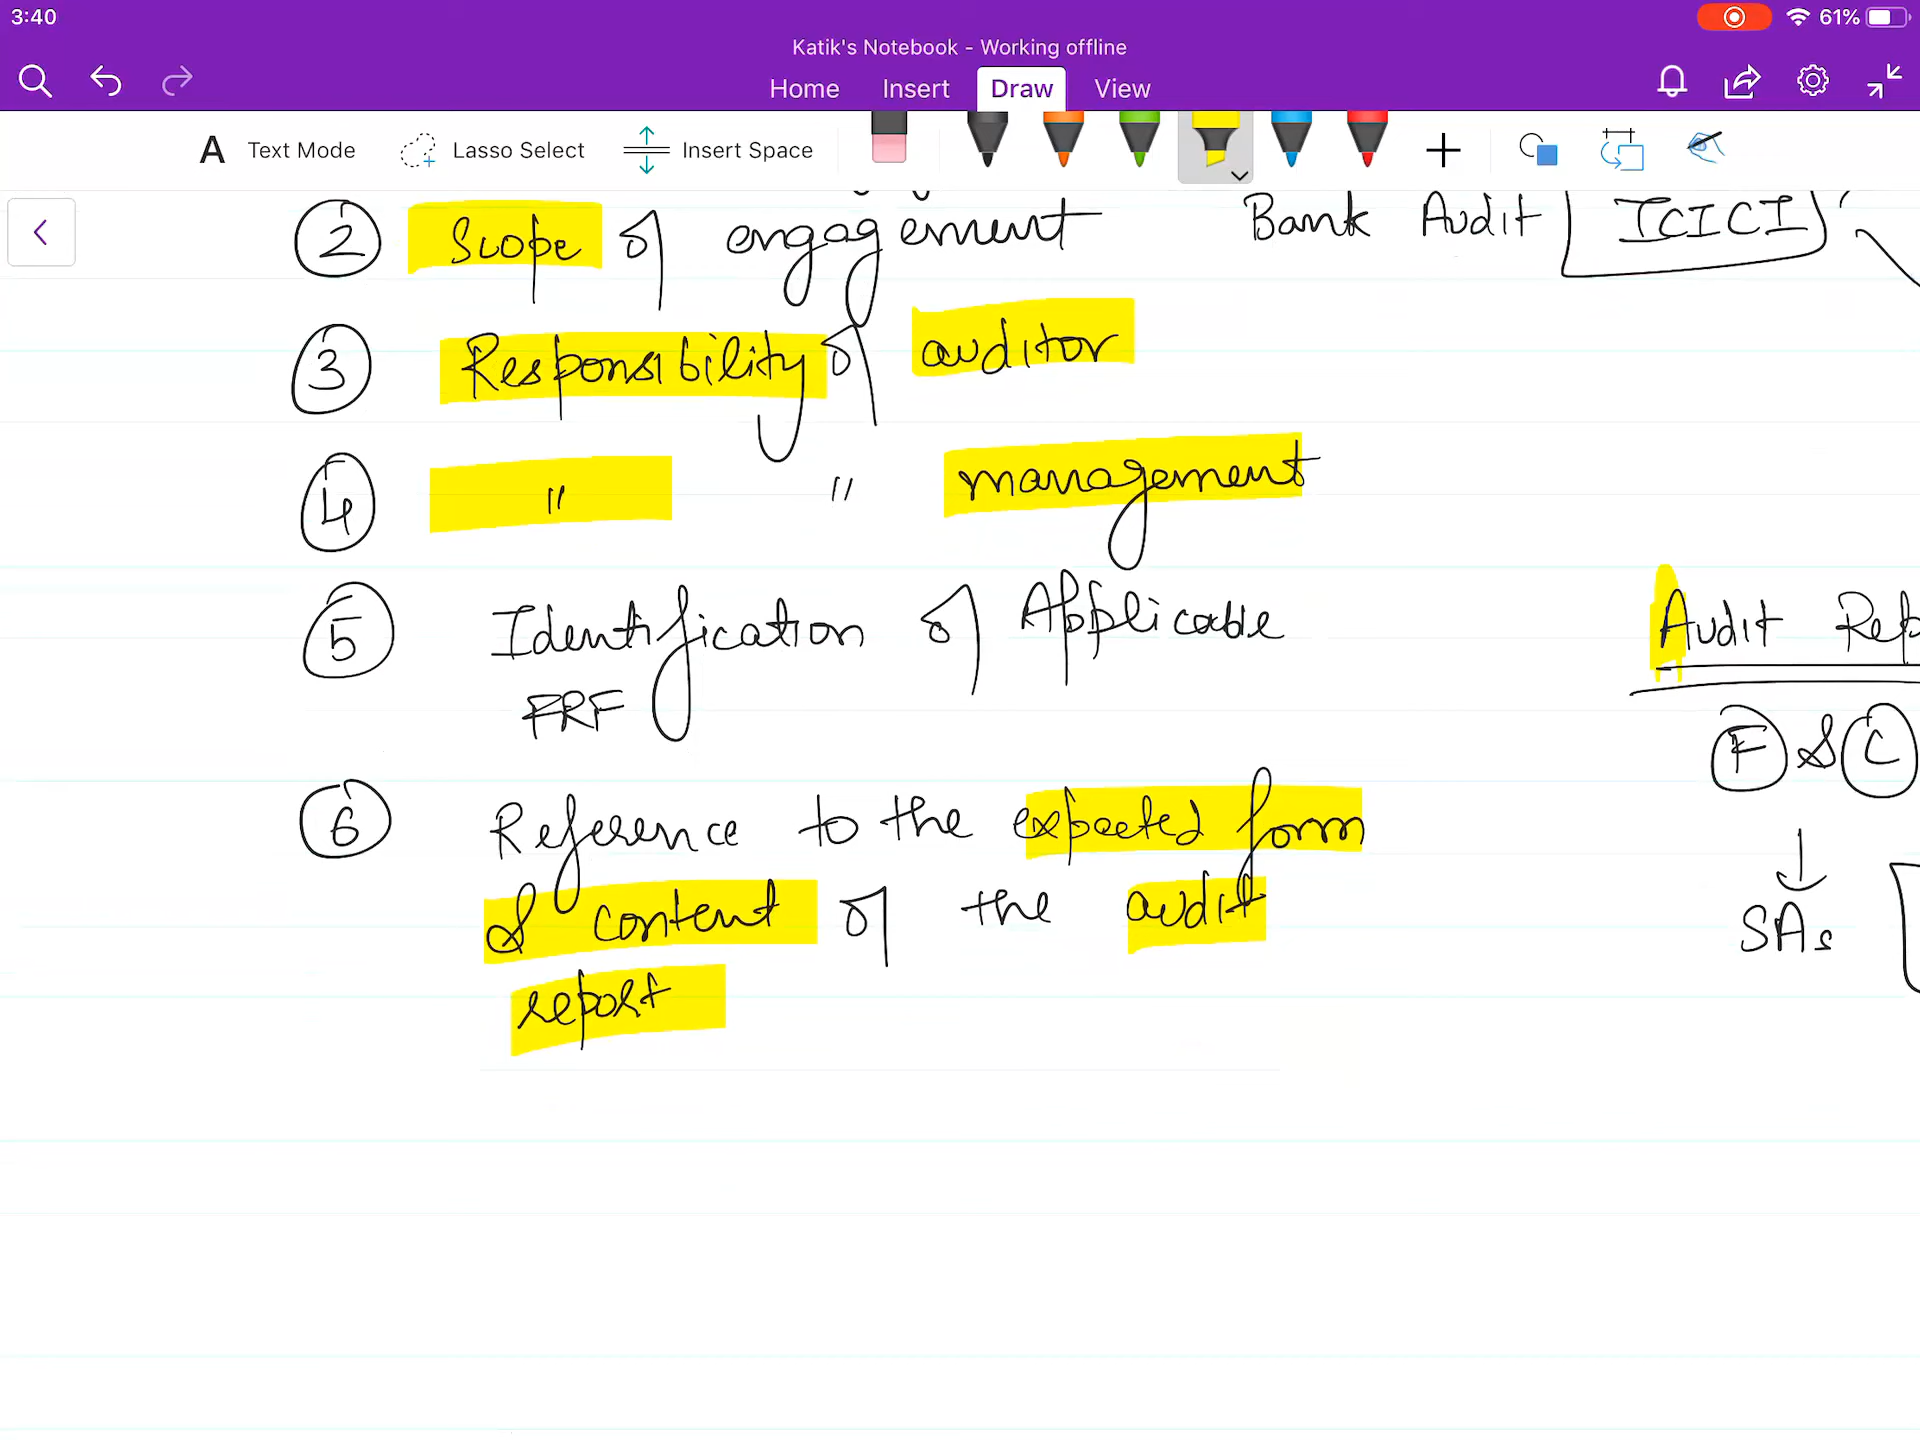 3:40
61%
Katik's Notebook - Working offline
Home Insert Draw View
A Text Mode Lasso Select Insert Space
② Scope of engagement Bank Audit ICICI
③ Responsibility of auditor
④ " " management
⑤ Identification of Applicable
FRF
Audit Rep
F & C
⑥ Reference to the expected form
& content of the audit
report
SAs